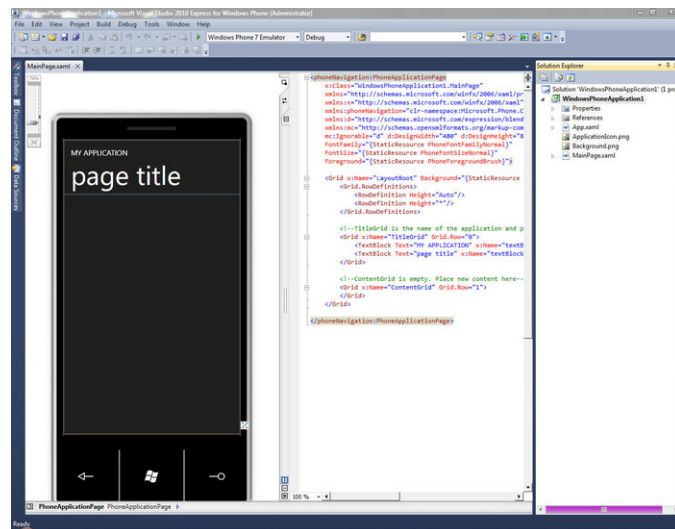 WindowsPhoneApplication1 - Microsoft Visual Studio 2010 Express for Windows Phone (Administrator)
File Edit View Project Build Debug Tools Window Help
Windows Phone 7 Emulator Debug
MainPage.xaml
Toolbox
Document Outline
Data Sources
MY APPLICATION
page title
<phoneNavigation:PhoneApplicationPage
x:Class="WindowsPhoneApplication1.MainPage"
xmlns="http://schemas.microsoft.com/winfx/2006/xaml/pr
xmlns:x="http://schemas.microsoft.com/winfx/2006/xaml"
xmlns:phoneNavigation="clr-namespace:Microsoft.Phone.C
xmlns:d="http://schemas.microsoft.com/expression/blend
xmlns:mc="http://schemas.openxmlformats.org/markup-com
mc:Ignorable="d" d:DesignWidth="480" d:DesignHeight="8
FontFamily="{StaticResource PhoneFontFamilyNormal}"
FontSize="{StaticResource PhoneFontSizeNormal}"
Foreground="{StaticResource PhoneForegroundBrush}">
<Grid x:Name="LayoutRoot" Background="{StaticResource
<Grid.RowDefinitions>
<RowDefinition Height="Auto"/>
<RowDefinition Height="*"/>
</Grid.RowDefinitions>
<!--TitleGrid is the name of the application and p
<Grid x:Name="TitleGrid" Grid.Row="0">
<TextBlock Text="MY APPLICATION" x:Name="textB
<TextBlock Text="page title" x:Name="textBlock
</Grid>
<!--ContentGrid is empty. Place new content here--
<Grid x:Name="ContentGrid" Grid.Row="1">
</Grid>
</Grid>
</phoneNavigation:PhoneApplicationPage>
100 %
PhoneApplicationPage PhoneApplicationPage
Solution Explorer
Solution 'WindowsPhoneApplication1' (1 pro
WindowsPhoneApplication1
Properties
References
App.xaml
ApplicationIcon.png
Background.png
MainPage.xaml
Ready